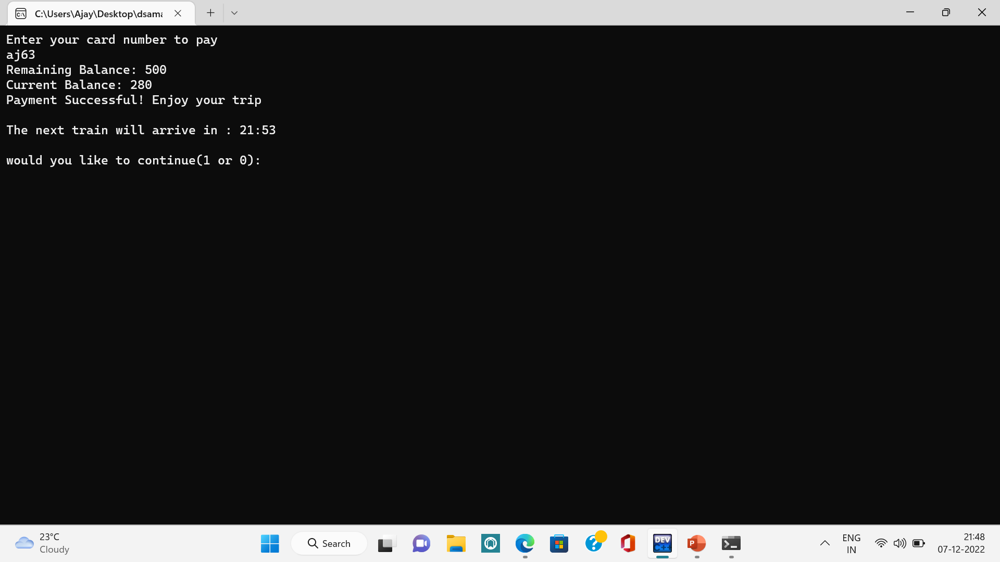 C:\Users\Ajay\Desktop\dsama
Enter your card number to pay
aj63
Remaining Balance: 500
Current Balance: 280
Payment Successful! Enjoy your trip
The next train will arrive in : 21:53
would you like to continue(1 or 0):
23°C
Cloudy
Search
DEV
C++
P
ENG
IN
21:48
07-12-2022